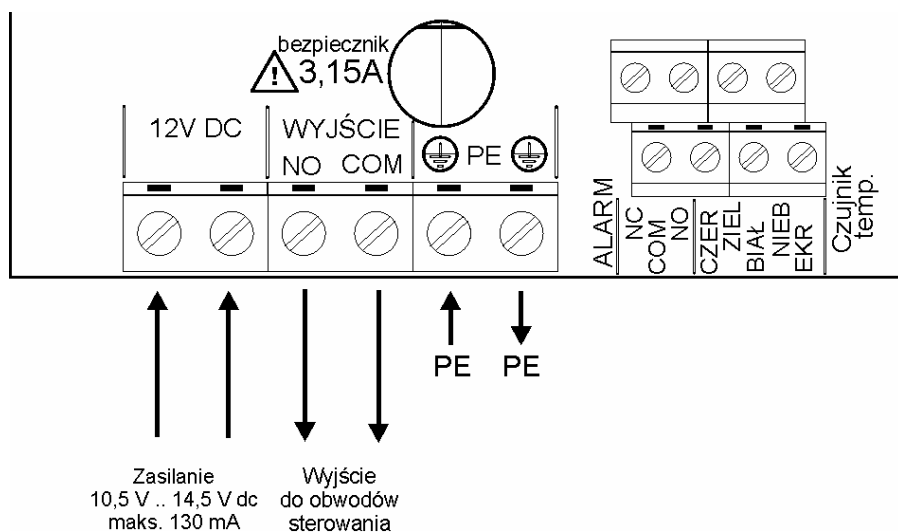 bezpiecznik
3,15A
12V DC
WYJŚCIE
NO COM
PE
ALARM
NC
COM
NO
CZER
ZIEL
BIAŁ
NIEB
EKR
Czujnik
temp.
PE
PE
Zasilanie
10,5 V .. 14,5 V dc
maks. 130 mA
Wyjście
do obwodów
sterowania